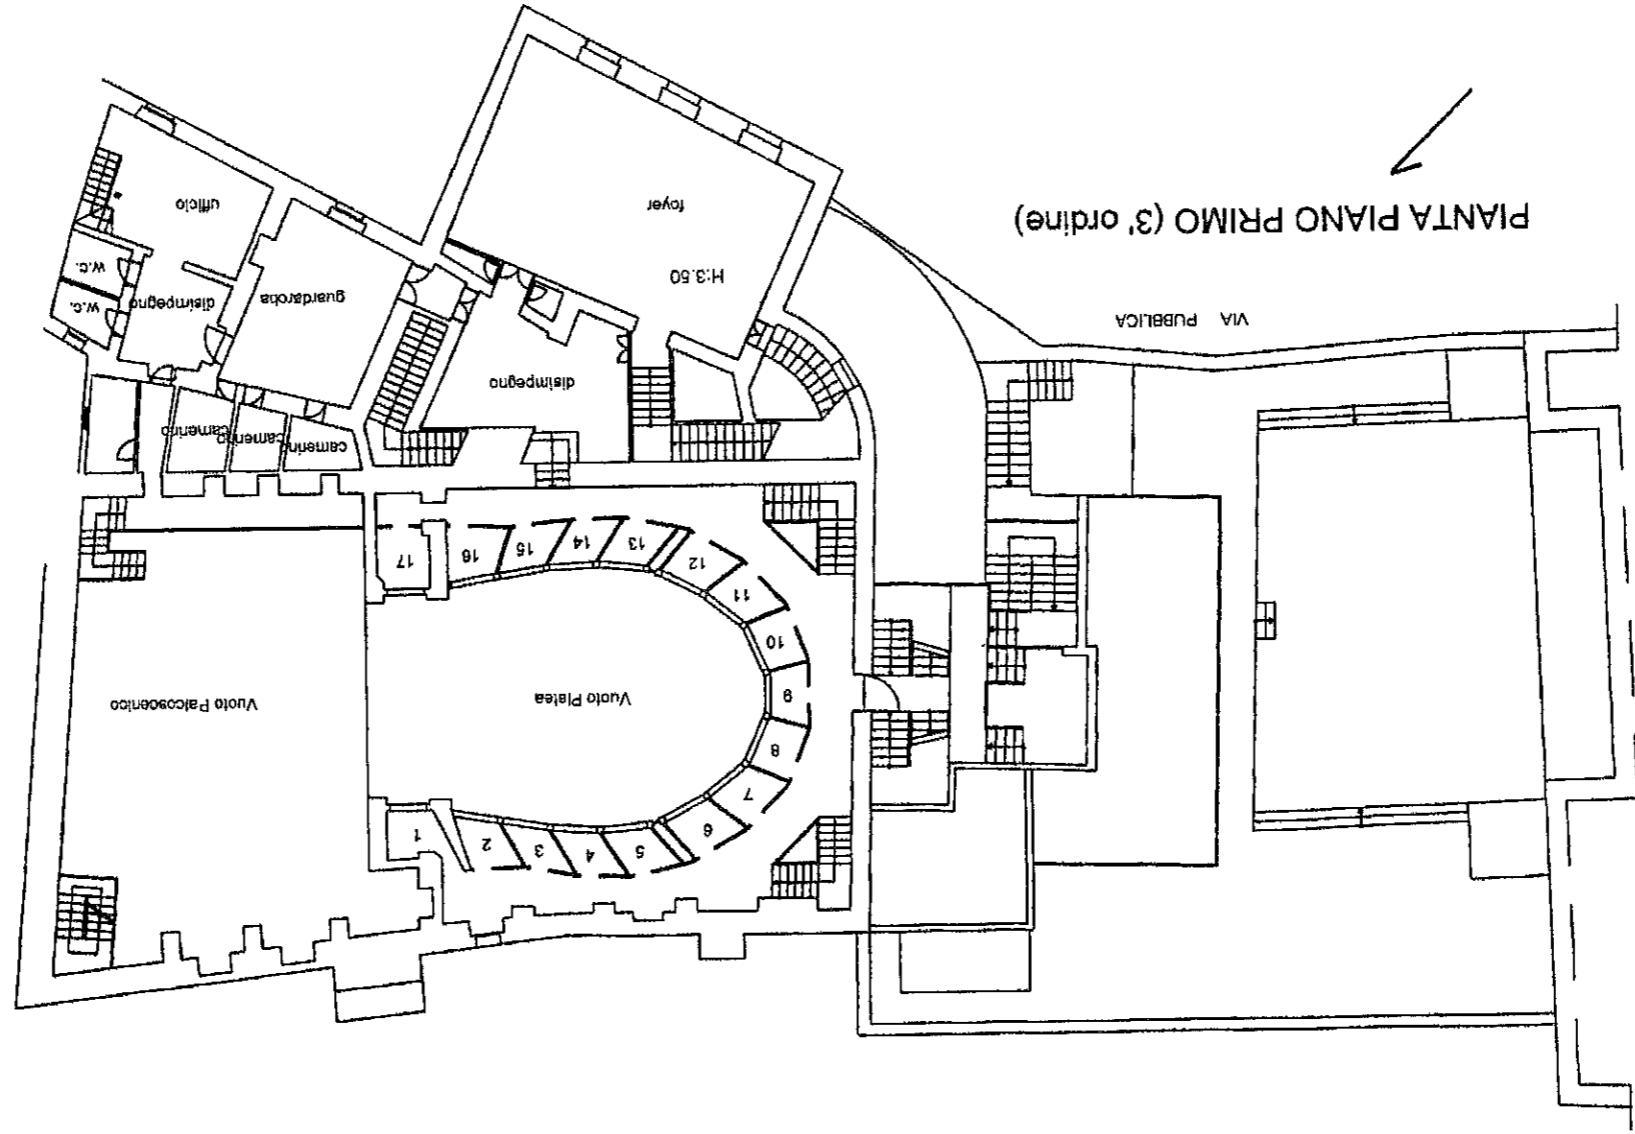 PIANTA PIANO PRIMO (3' ordine)
VIA PUBBLICA
foyer
H:3.50
ufficio
W.C.
W.C.
disimpegno
guardaroba
disimpegno
camerino
camerino
camerino
Vuoto Palcoscenico
Vuoto Platea
1
2
3
4
5
6
7
8
9
10
11
12
13
14
15
16
17